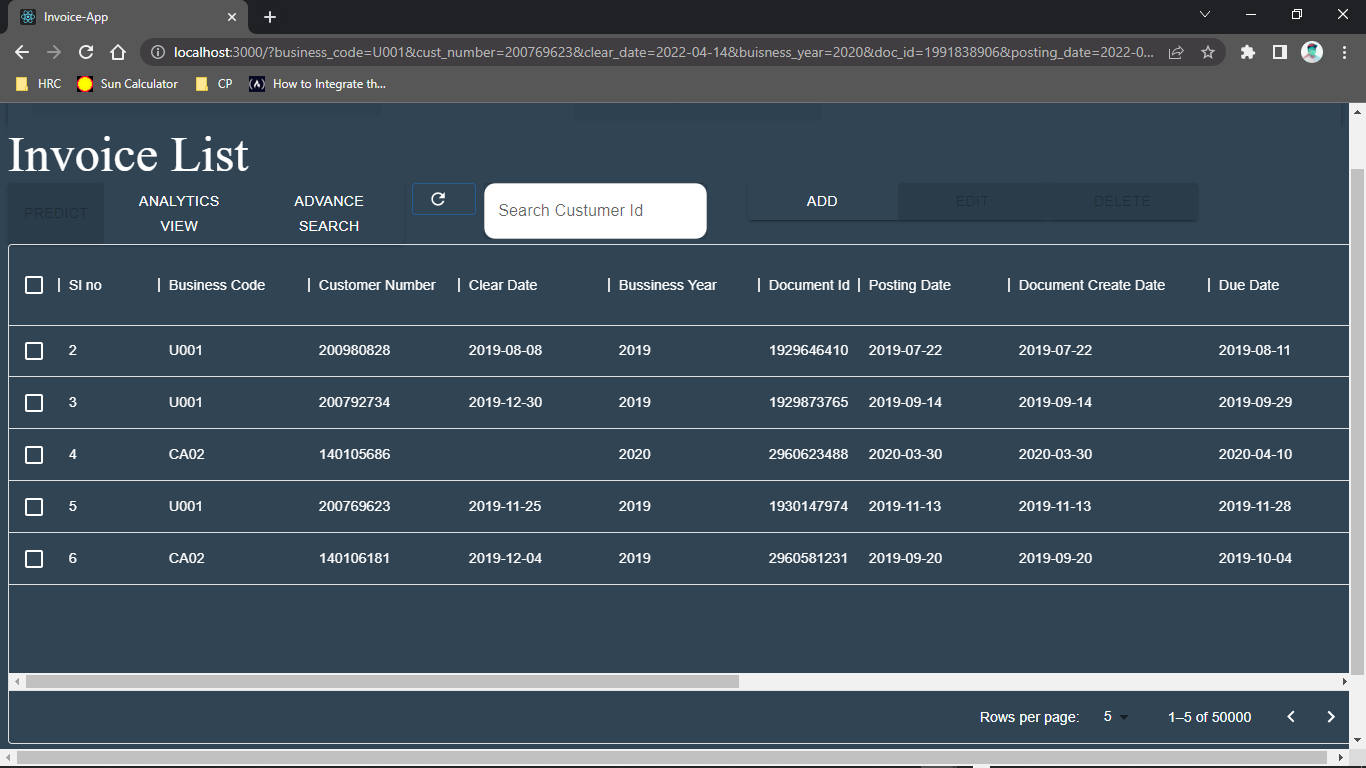 Invoice-App
localhost:3000/?business_code=U001&cust_number=200769623&clear_date=2022-04-14&buisness_year=2020&doc_id=1991838906&posting_date=2022-0...
HRC Sun Calculator CP How to Integrate th...
Invoice List
PREDICT ANALYTICS VIEW ADVANCE SEARCH Search Custumer Id ADD EDIT DELETE
Sl no Business Code Customer Number Clear Date Bussiness Year Document Id Posting Date Document Create Date Due Date
2 U001 200980828 2019-08-08 2019 1929646410 2019-07-22 2019-07-22 2019-08-11
3 U001 200792734 2019-12-30 2019 1929873765 2019-09-14 2019-09-14 2019-09-29
4 CA02 140105686 2020 2960623488 2020-03-30 2020-03-30 2020-04-10
5 U001 200769623 2019-11-25 2019 1930147974 2019-11-13 2019-11-13 2019-11-28
6 CA02 140106181 2019-12-04 2019 2960581231 2019-09-20 2019-09-20 2019-10-04
Rows per page: 5 1–5 of 50000